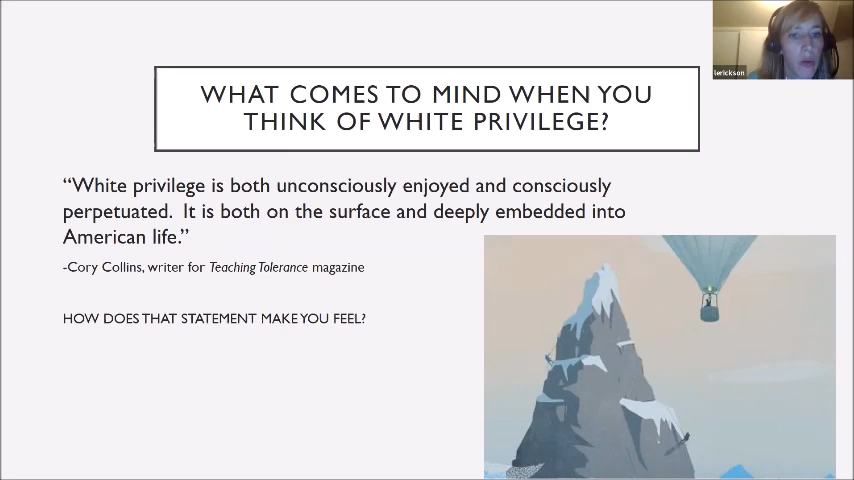 WHAT COMES TO MIND WHEN YOU
THINK OF WHITE PRIVILEGE?
lerickson
“White privilege is both unconsciously enjoyed and consciously
perpetuated. It is both on the surface and deeply embedded into
American life.”
-Cory Collins, writer for Teaching Tolerance magazine
HOW DOES THAT STATEMENT MAKE YOU FEEL?